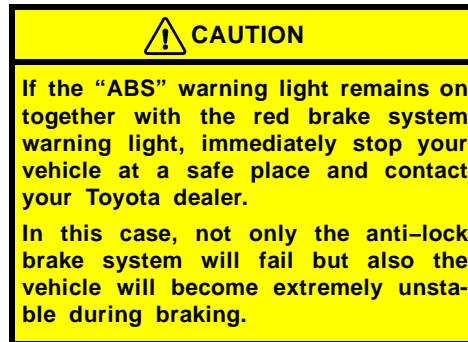 CAUTION
If the “ABS” warning light remains on
together with the red brake system
warning light, immediately stop your
vehicle at a safe place and contact
your Toyota dealer.
In this case, not only the anti−lock
brake system will fail but also the
vehicle will become extremely unsta-
ble during braking.